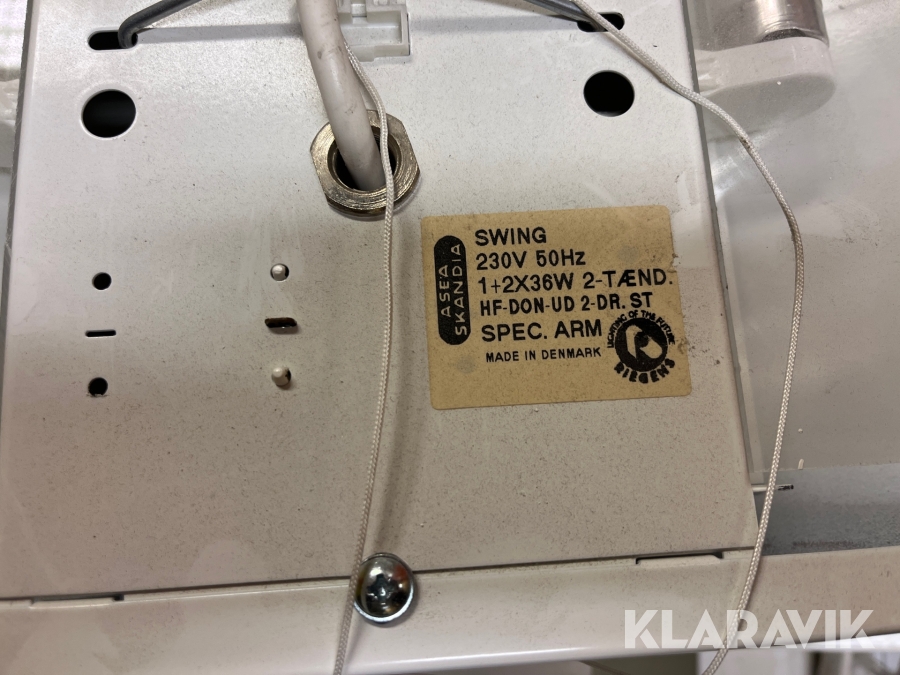 ASEA
SKANDIA
SWING
230V 50Hz
1+2X36W 2-TÆND.
HF-DON-UD 2-DR. ST
SPEC. ARM
MADE IN DENMARK
LIGHTING OF THE FUTURE
RIEGENS
KLARAVIK